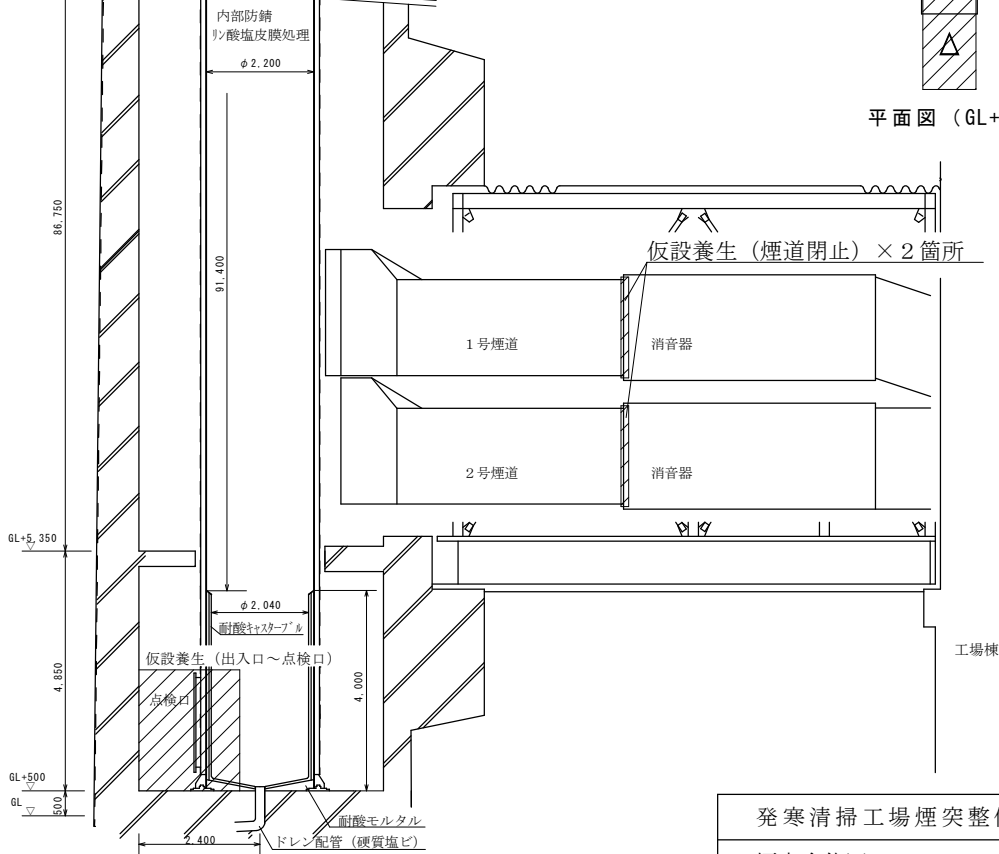 内部防錆
リン酸塩皮膜処理
φ2,200
平面図（GL+
86,750
91,400
仮設養生（煙道閉止）×２箇所
１号煙道
消音器
２号煙道
消音器
GL+5,350
φ2,040
耐酸キャスターブル
仮設養生（出入口～点検口）
工場棟
点検口
4,850
4,000
GL+500
GL
500
耐酸モルタル
2,400
ドレン配管（硬質塩ビ）
発寒清掃工場煙突整